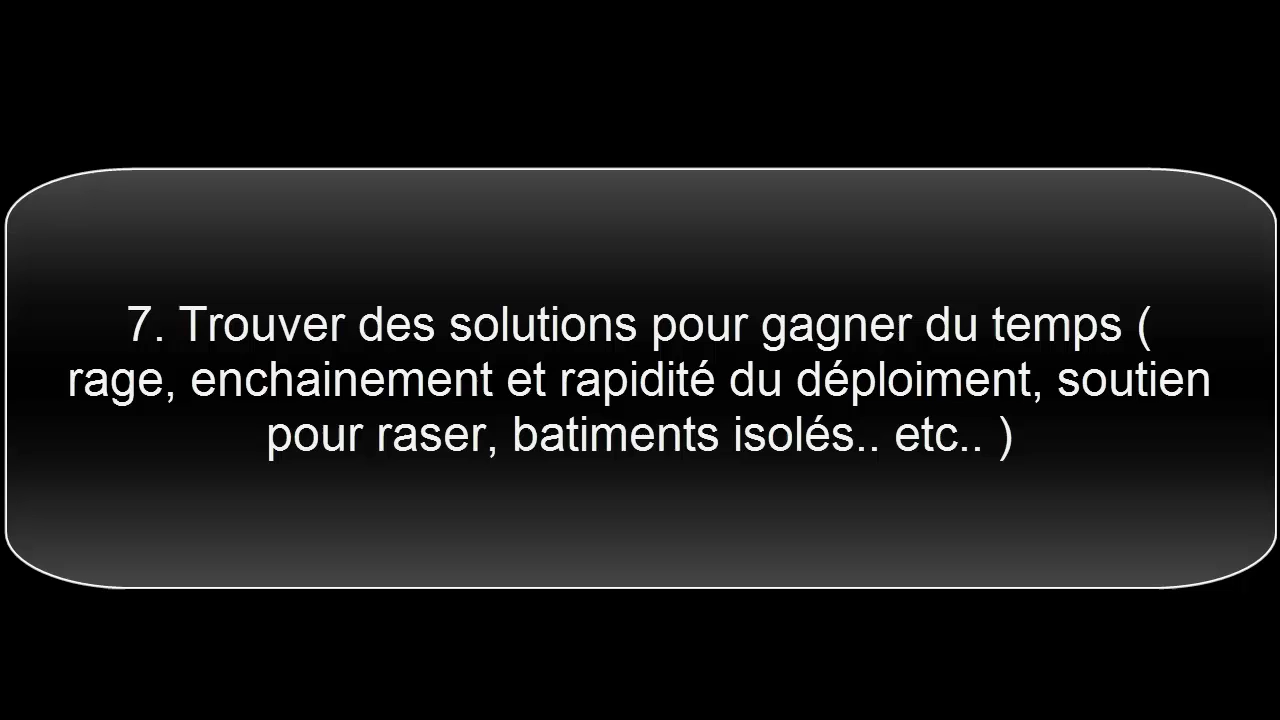 7. Trouver des solutions pour gagner du temps (
rage, enchainement et rapidité du déploiment, soutien
pour raser, batiments isolés.. etc.. )